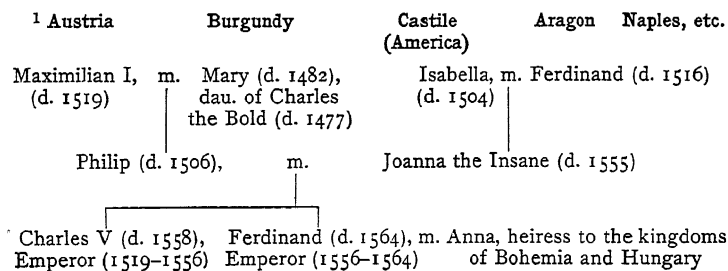 1 Austria Burgundy Castile Aragon Naples, etc.
(America)
Maximilian I, m. Mary (d. 1482), Isabella, m. Ferdinand (d. 1516)
(d. 1519) dau. of Charles (d. 1504)
the Bold (d. 1477)
Philip (d. 1506), m. Joanna the Insane (d. 1555)
Charles V (d. 1558), Ferdinand (d. 1564), m. Anna, heiress to the kingdoms
Emperor (1519–1556) Emperor (1556–1564) of Bohemia and Hungary